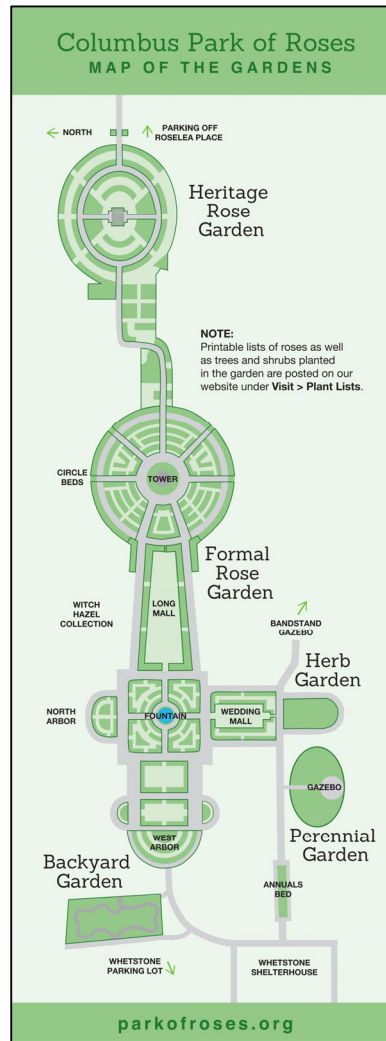 Columbus Park of Roses
MAP OF THE GARDENS
NORTH
PARKING OFF
ROSELEA PLACE
Heritage
Rose
Garden
NOTE:
Printable lists of roses as well
as trees and shrubs planted
in the garden are posted on our
website under Visit > Plant Lists.
CIRCLE
BEDS
TOWER
Formal
Rose
Garden
WITCH
HAZEL
COLLECTION
LONG
MALL
BANDSTAND
GAZEBO
Herb
Garden
NORTH
ARBOR
FOUNTAIN
WEDDING
MALL
GAZEBO
Perennial
Garden
WEST
ARBOR
Backyard
Garden
ANNUALS
BED
WHETSTONE
PARKING LOT
WHETSTONE
SHELTERHOUSE
parkofroses.org